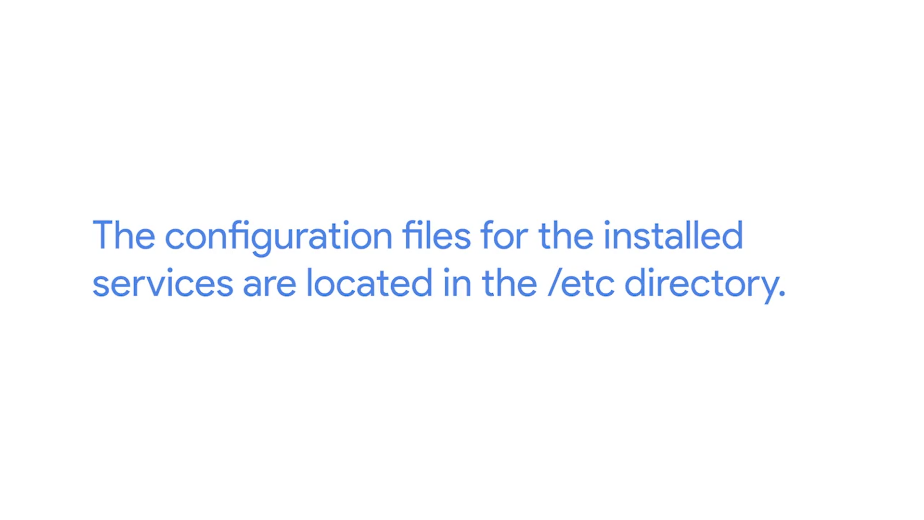 The configuration files for the installed
services are located in the /etc directory.